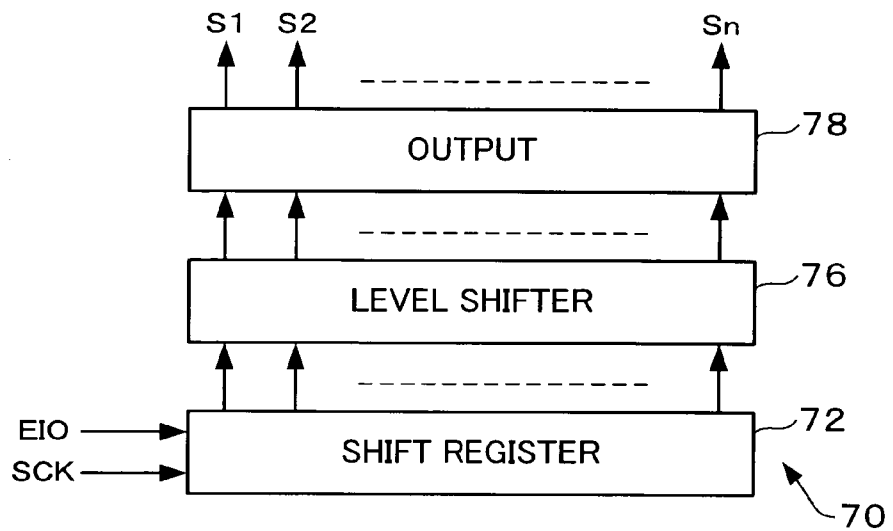 S1 S2 Sn
OUTPUT 78
LEVEL SHIFTER 76
EIO SHIFT REGISTER 72
SCK
70